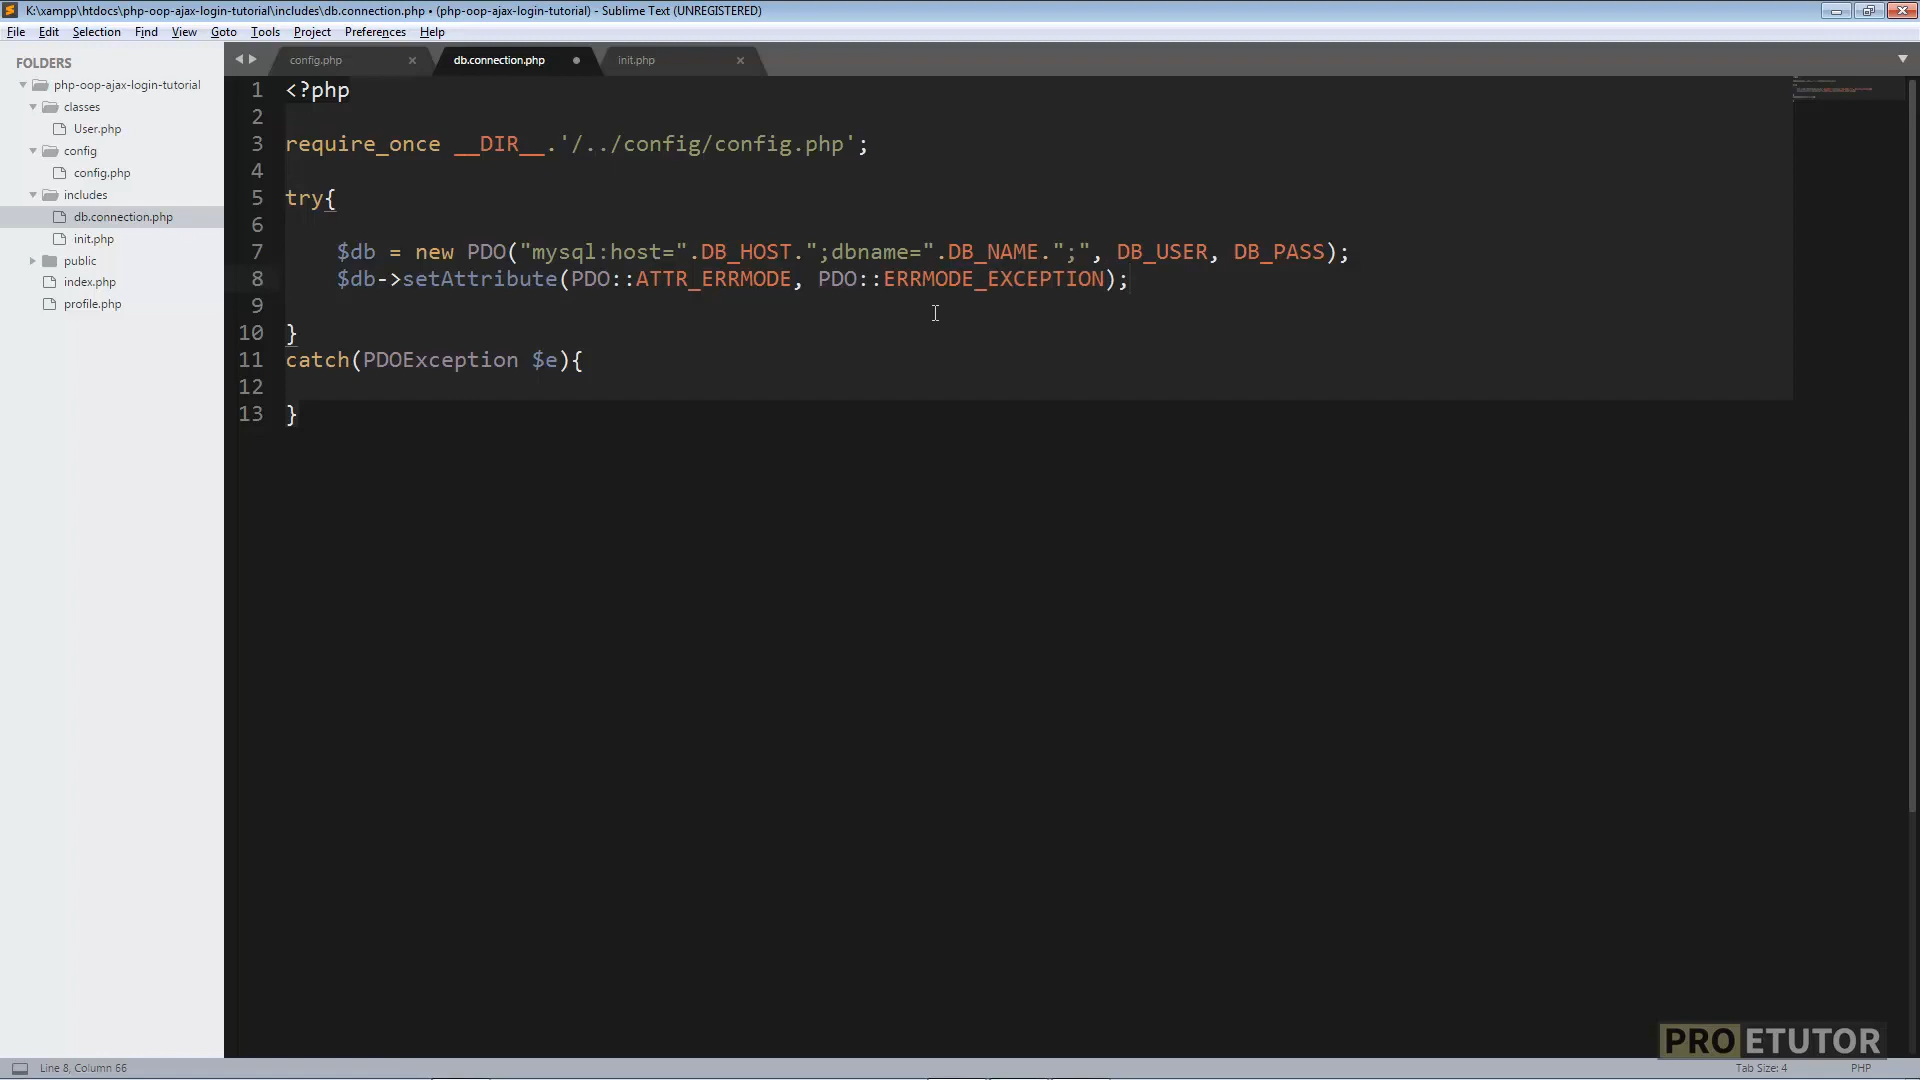 K:\xampp\htdocs\php-oop-ajax-login-tutorial\includes\db.connection.php • (php-oop-ajax-login-tutorial) - Sublime Text (UNREGISTERED)
File Edit Selection Find View Goto Tools Project Preferences Help
FOLDERS
php-oop-ajax-login-tutorial
classes
User.php
config
config.php
includes
db.connection.php
init.php
public
index.php
profile.php
config.php db.connection.php init.php
1 <?php
2
3 require_once __DIR__.'/../config/config.php';
4
5 try{
6
7 $db = new PDO("mysql:host=".DB_HOST.";dbname=".DB_NAME.";", DB_USER, DB_PASS);
8 $db->setAttribute(PDO::ATTR_ERRMODE, PDO::ERRMODE_EXCEPTION);
9
10 }
11 catch(PDOException $e){
12
13 }
PROETUTOR
Line 8, Column 66
Tab Size: 4
PHP